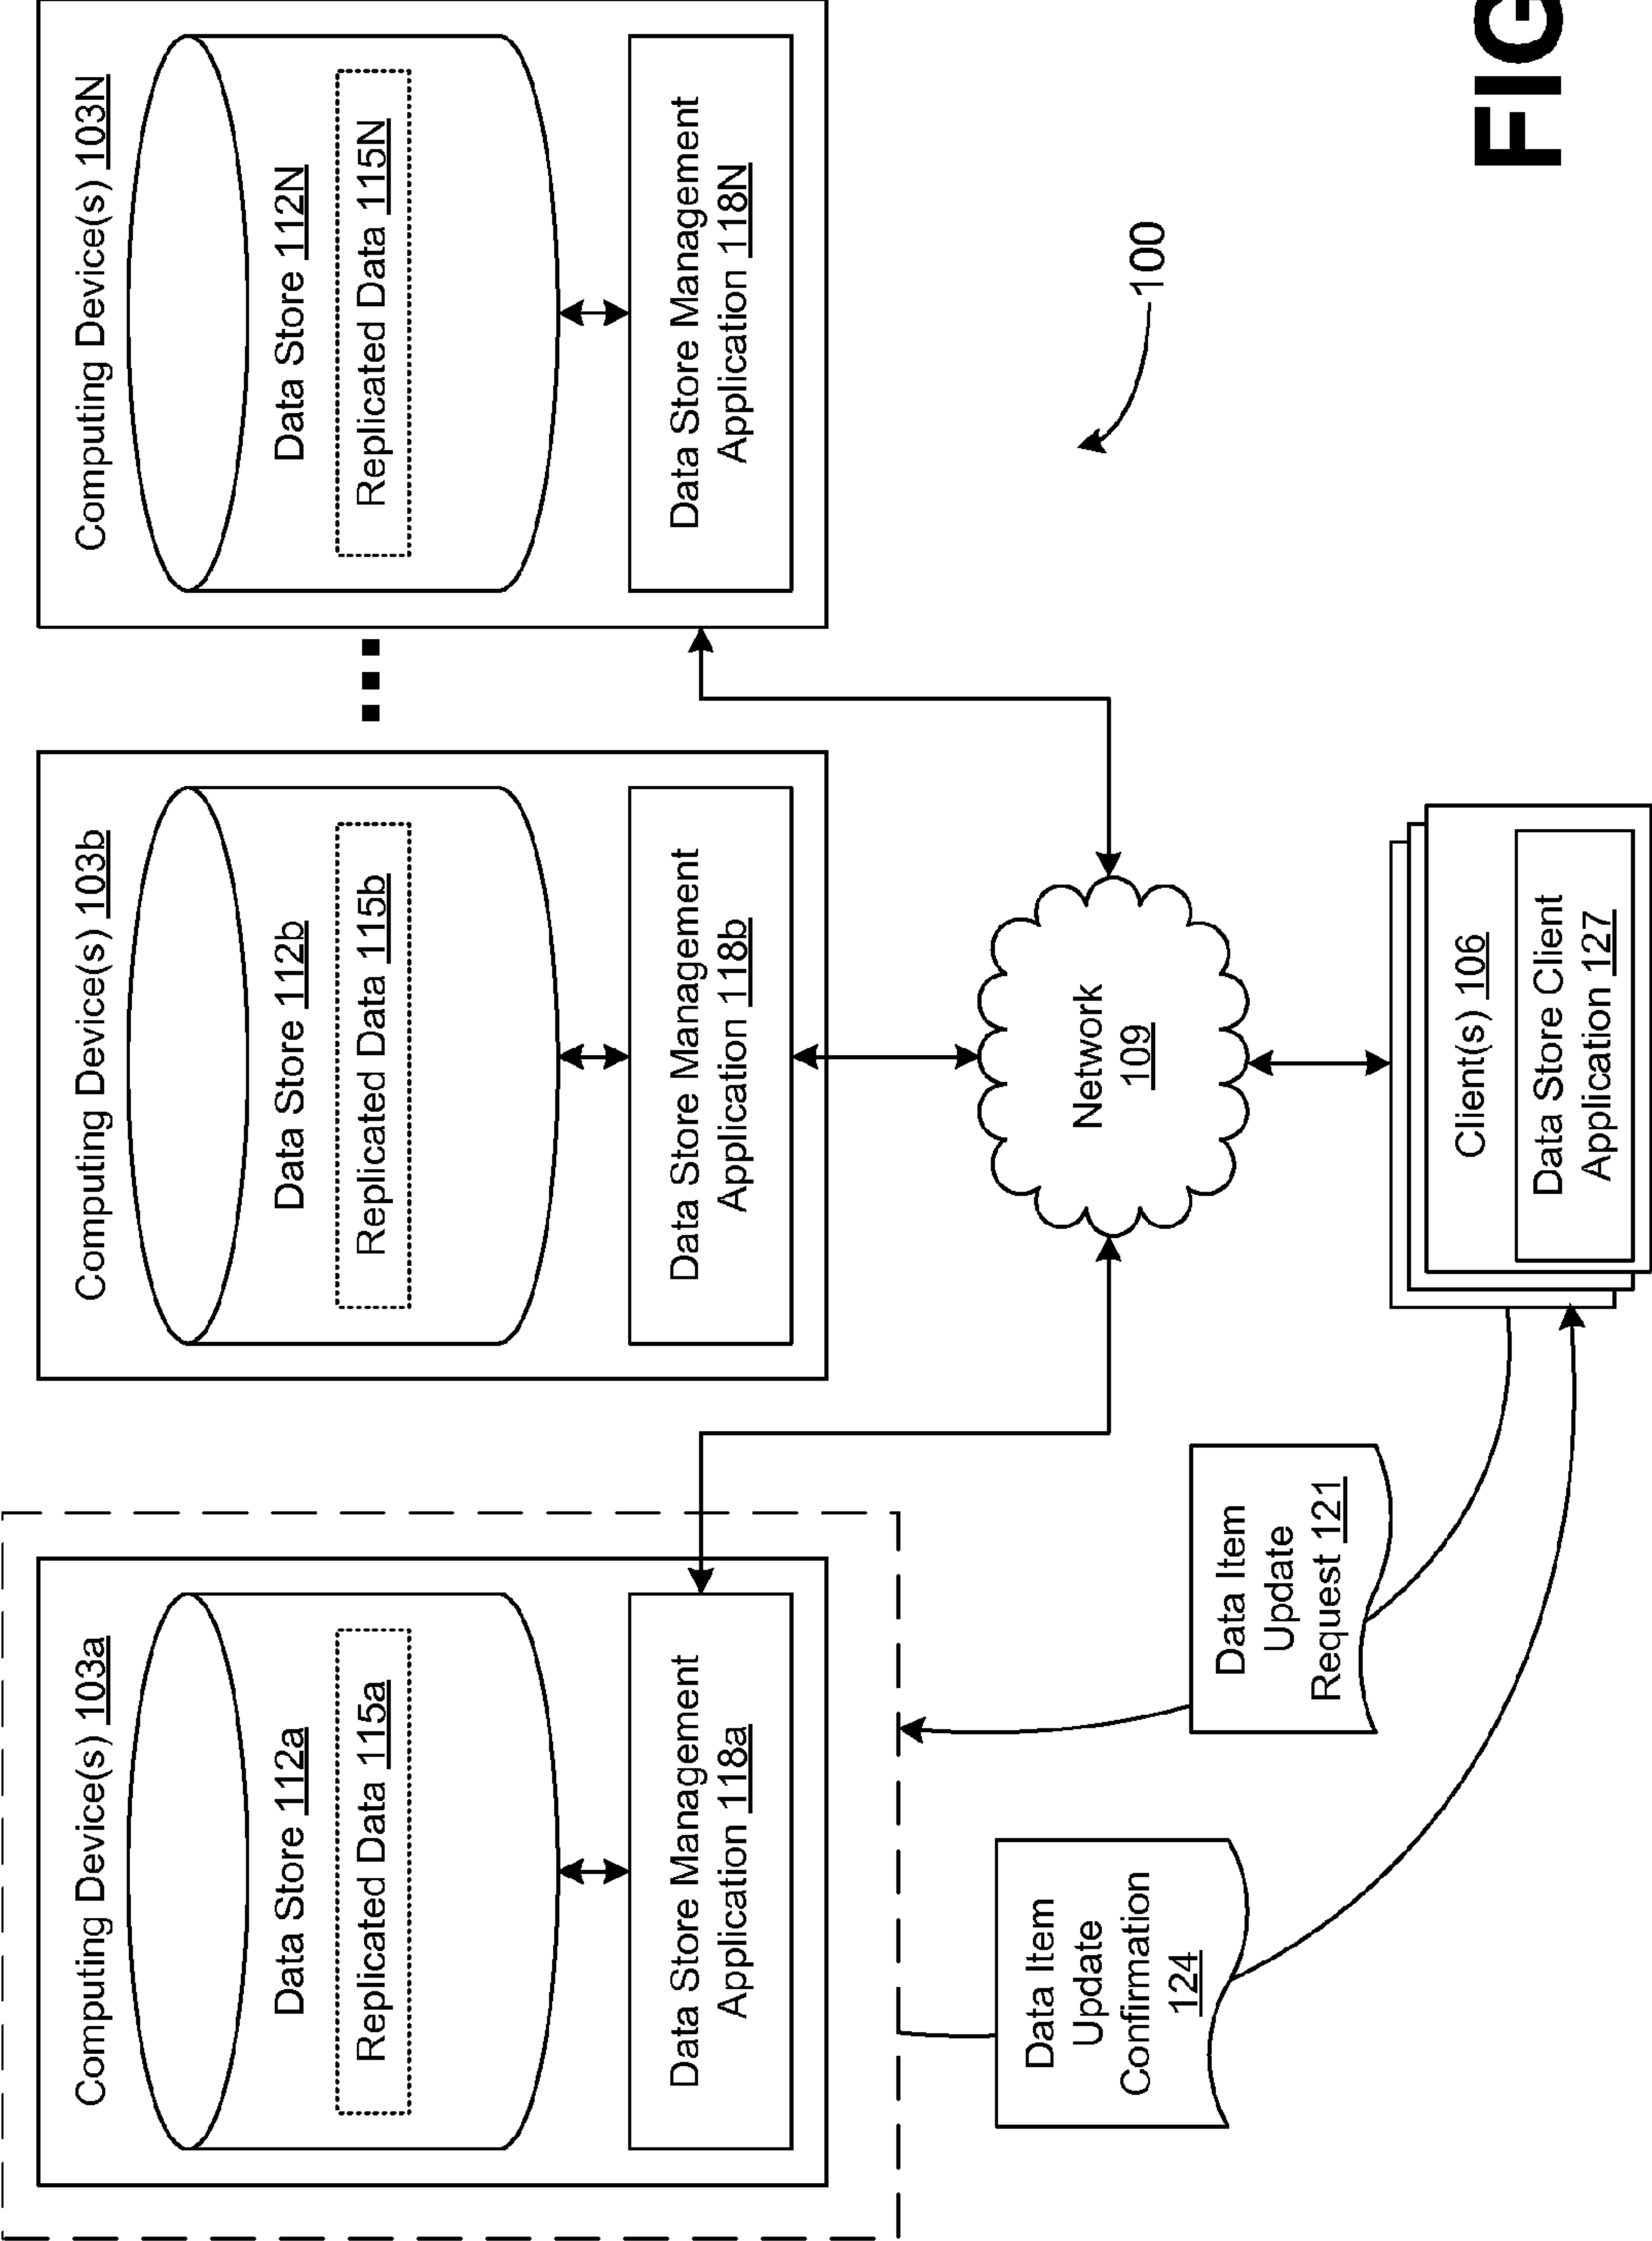 Computing Device(s) 103a
Data Store 112a
Replicated Data 115a
Data Store Management
Application 118a
Computing Device(s) 103b
Data Store 112b
Replicated Data 115b
Data Store Management
Application 118b
...
Computing Device(s) 103N
Data Store 112N
Replicated Data 115N
Data Store Management
Application 118N
Data Item
Update
Confirmation
124
Data Item
Update
Request 121
Network
109
Client(s) 106
Data Store Client
Application 127
100
FIG